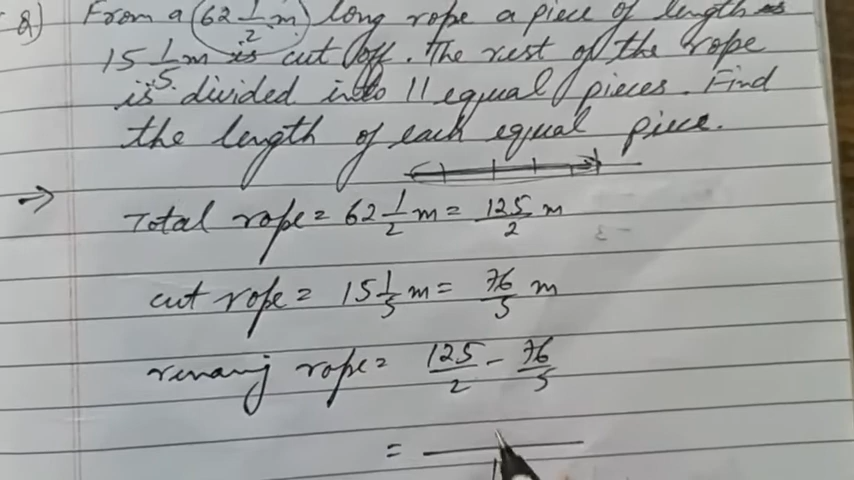 Q) From a (62 1/2 m) long rope a piece of length
15 1/5 m is cut off. The rest of the rope
is divided into 11 equal pieces. Find
the length of each equal piece.
⇒
Total rope = 62 1/2 m = 125/2 m
cut rope = 15 1/5 m = 76/5 m
remaing rope = 125/2 - 76/5
=